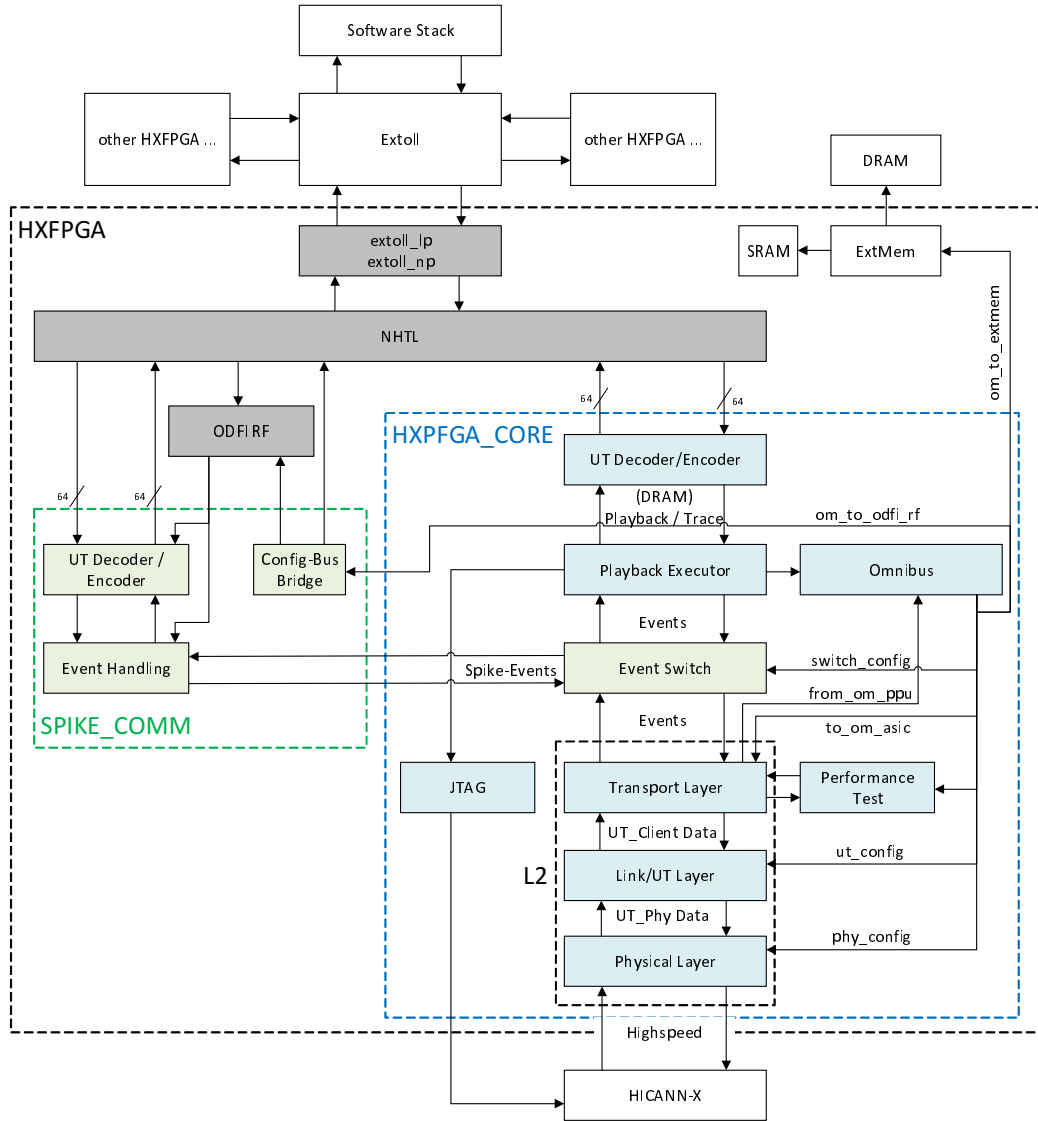 Software Stack
other HXFPGA ...
Extoll
other HXFPGA ...
DRAM
HXFPGA
extoll_lp
extoll_np
SRAM
ExtMem
om_to_extmem
NHTL
64
64
ODFI RF
HXPFGA_CORE
UT Decoder/Encoder
64
64
(DRAM)
Playback / Trace
om_to_odfi_rf
UT Decoder /
Encoder
Config-Bus
Bridge
Playback Executor
Omnibus
Events
Event Handling
Spike-Events
Event Switch
switch_config
from_om_ppu
SPIKE_COMM
Events
to_om_asic
JTAG
Transport Layer
Performance
Test
UT_Client Data
L2
Link/UT Layer
ut_config
UT_Phy Data
Physical Layer
phy_config
Highspeed
HICANN-X